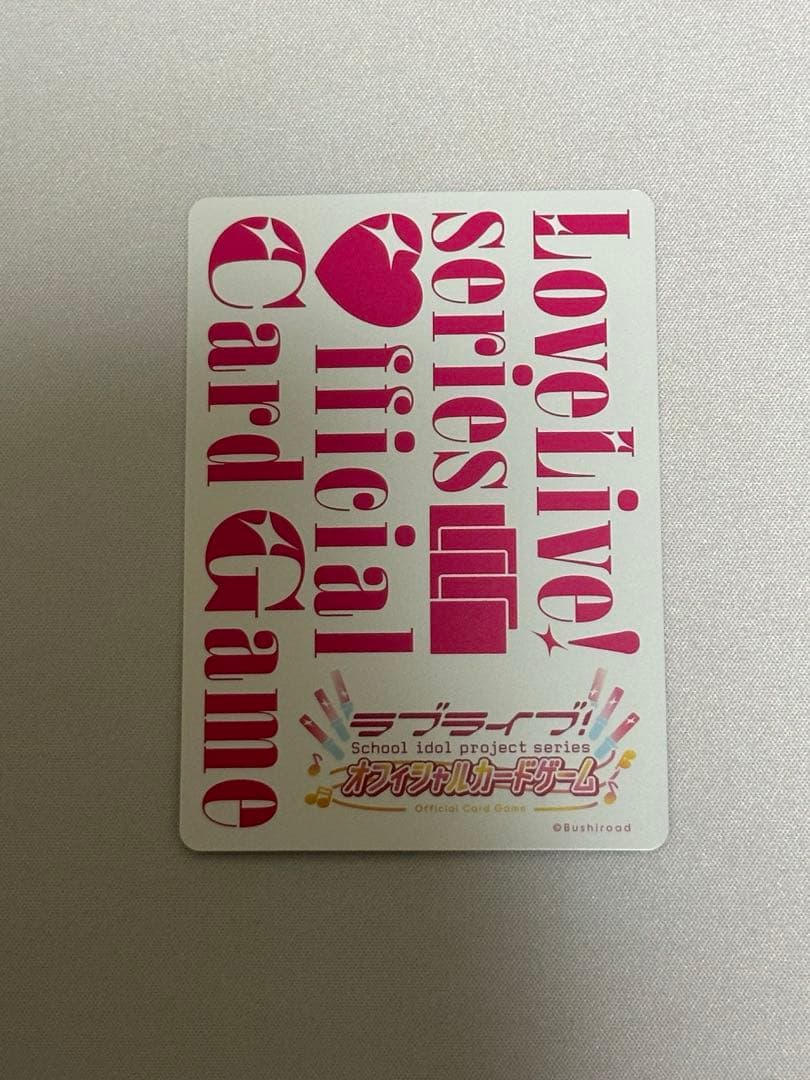 LoveLive!
series
Official
Card Game
ラブライブ!
School idol project series
オフィシャルカードゲーム
Official Card Game
©Bushiroad